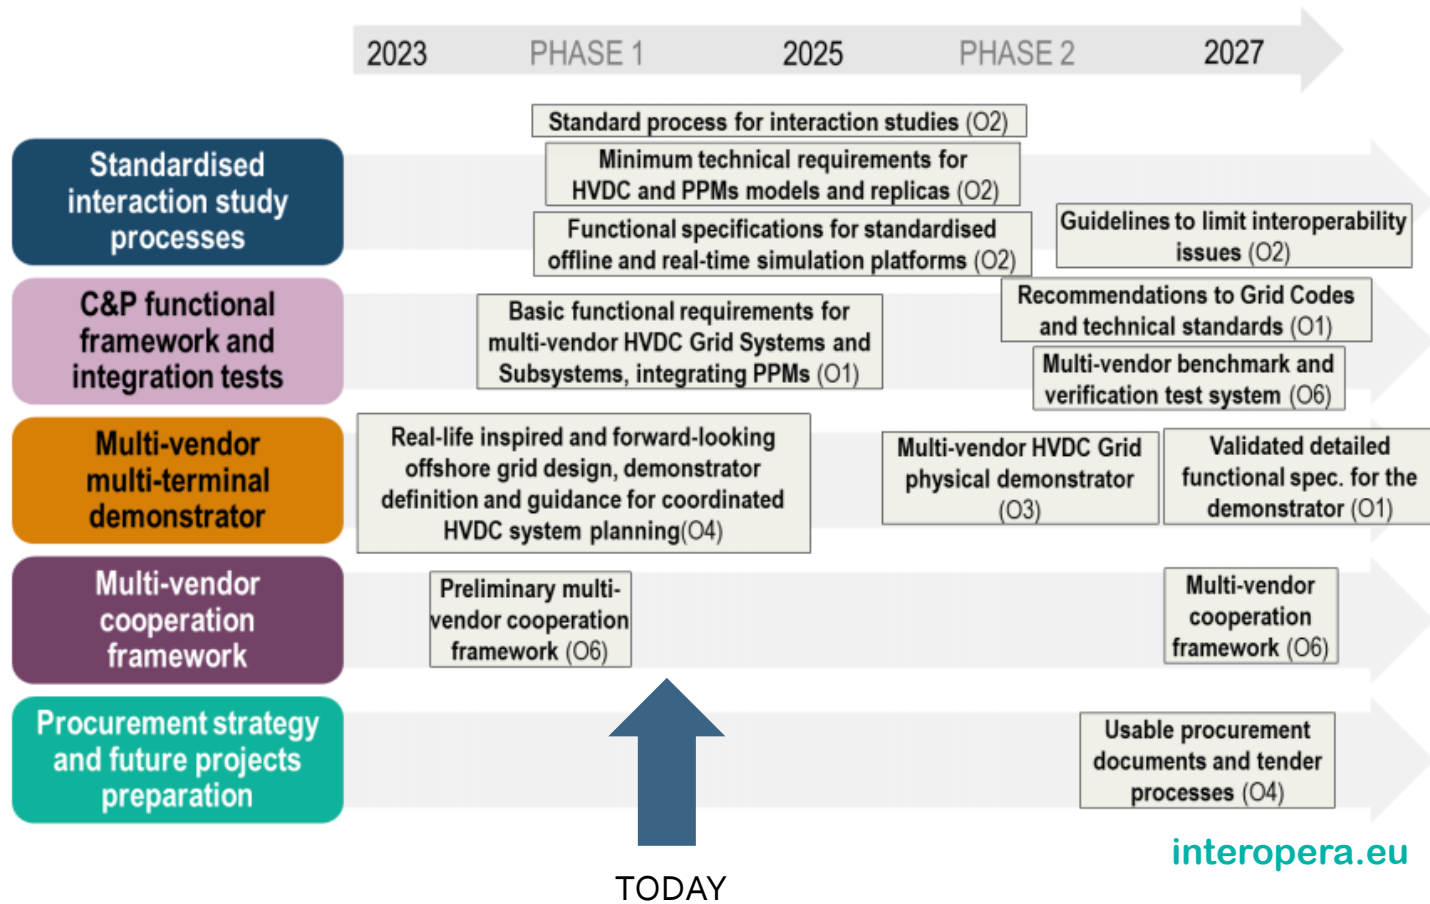 2023 PHASE 1 2025 PHASE 2 2027
Standardised
interaction study
processes
Standard process for interaction studies (O2)
Minimum technical requirements for
HVDC and PPMs models and replicas (O2)
Functional specifications for standardised
offline and real-time simulation platforms (O2)
Guidelines to limit interoperability
issues (O2)
C&P functional
framework and
integration tests
Basic functional requirements for
multi-vendor HVDC Grid Systems and
Subsystems, integrating PPMs (O1)
Recommendations to Grid Codes
and technical standards (O1)
Multi-vendor benchmark and
verification test system (O6)
Multi-vendor
multi-terminal
demonstrator
Real-life inspired and forward-looking
offshore grid design, demonstrator
definition and guidance for coordinated
HVDC system planning(O4)
Multi-vendor HVDC Grid
physical demonstrator
(O3)
Validated detailed
functional spec. for the
demonstrator (O1)
Multi-vendor
cooperation
framework
Preliminary multi-
vendor cooperation
framework (O6)
Multi-vendor
cooperation
framework (O6)
Procurement strategy
and future projects
preparation
Usable procurement
documents and tender
processes (O4)
interopera.eu
TODAY